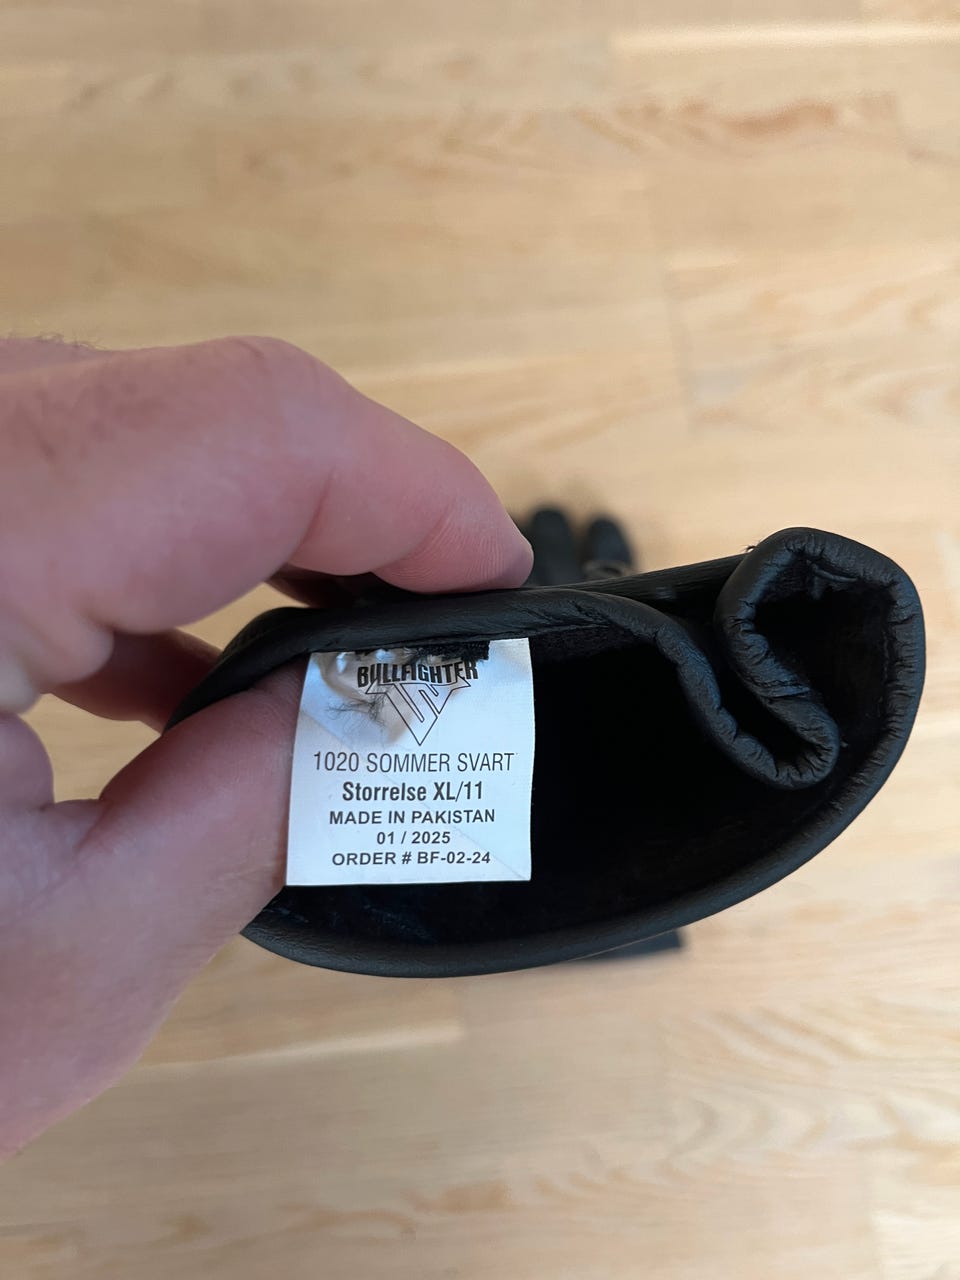 BULLFIGHTER
1020 SOMMER SVART
Storrelse XL/11
MADE IN PAKISTAN
01 / 2025
ORDER # BF-02-24